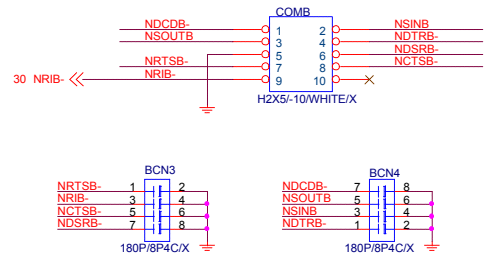 COMB
NDCDB- 1 2 NSINB
NSOUTB 3 4 NDTRB-
5 6 NDSRB-
NRTSB- 7 8 NCTSB-
30 NRIB- NRIB- 9 10
H2X5/-10/WHITE/X
BCN3
NRTSB- 1 2
NRIB- 3 4
NCTSB- 5 6
NDSRB- 7 8
180P/8P4C/X
BCN4
NDCDB- 7 8
NSOUTB 5 6
NSINB 3 4
NDTRB- 1 2
180P/8P4C/X